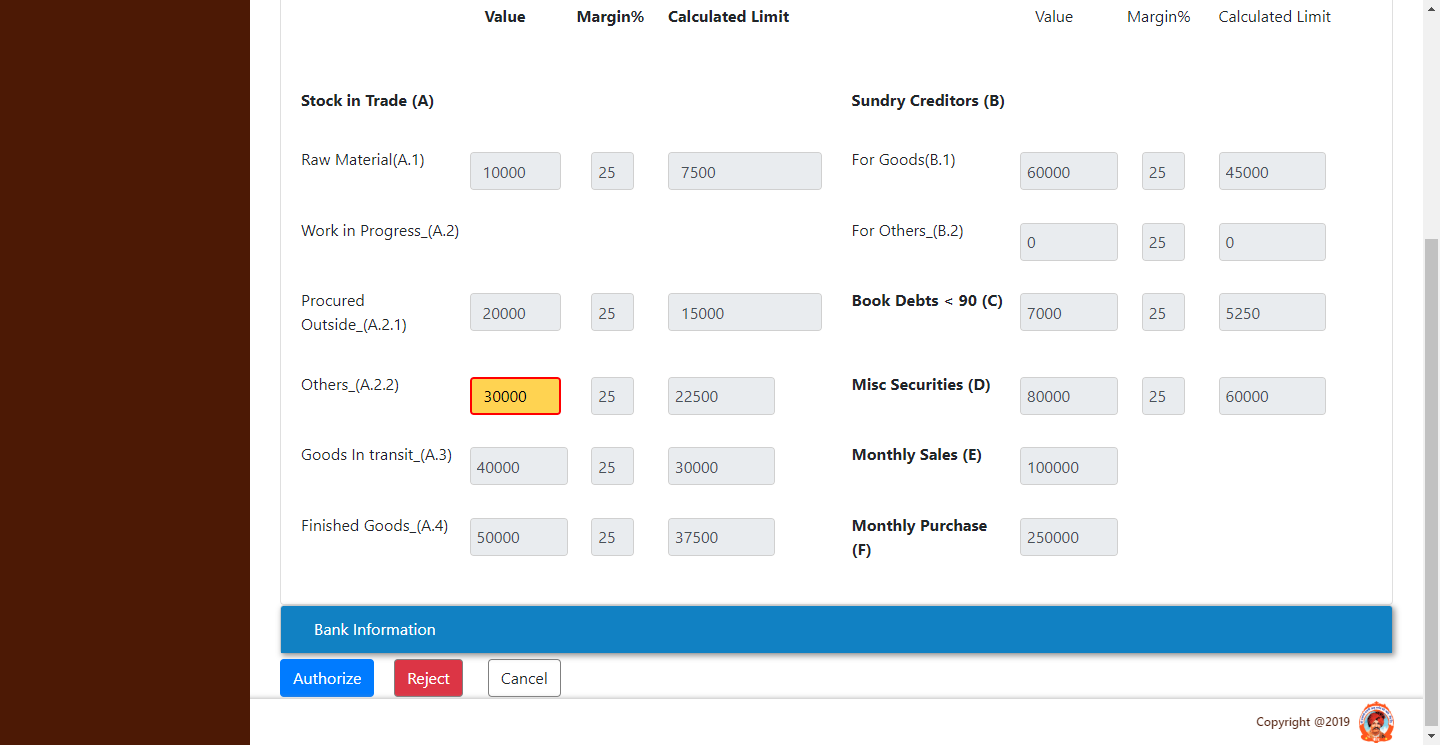 Value Margin% Calculated Limit Value Margin% Calculated Limit
Stock in Trade (A) Sundry Creditors (B)
Raw Material(A.1) 10000 25 7500 For Goods(B.1) 60000 25 45000
Work in Progress_(A.2) For Others_(B.2) 0 25 0
Procured
Outside_(A.2.1) 20000 25 15000 Book Debts < 90 (C) 7000 25 5250
Others_(A.2.2) 30000 25 22500 Misc Securities (D) 80000 25 60000
Goods In transit_(A.3) 40000 25 30000 Monthly Sales (E) 100000
Finished Goods_(A.4) 50000 25 37500 Monthly Purchase
(F) 250000
Bank Information
Authorize Reject Cancel
Copyright @2019